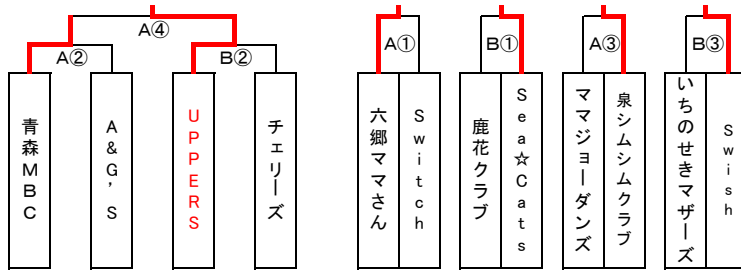 A④
A②
B②
A①
B①
A③
B③
青森MBC
A&G'S
UPPERS
チェリーズ
六郷ママさん
Switch
鹿花クラブ
Sea☆Cats
ママジョーダンズ
泉シムシムクラブ
いちのせきマザーズ
Swish